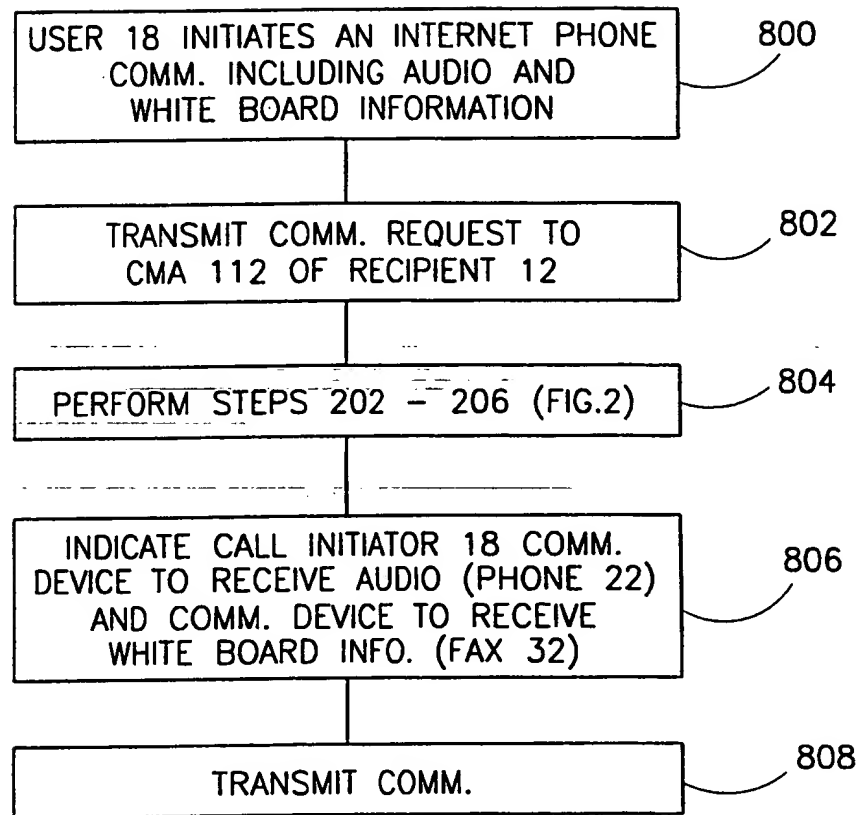 USER 18 INITIATES AN INTERNET PHONE
COMM. INCLUDING AUDIO AND
WHITE BOARD INFORMATION
800
TRANSMIT COMM. REQUEST TO
CMA 112 OF RECIPIENT 12
802
PERFORM STEPS 202 – 206 (FIG.2)
804
INDICATE CALL INITIATOR 18 COMM.
DEVICE TO RECEIVE AUDIO (PHONE 22)
AND COMM. DEVICE TO RECEIVE
WHITE BOARD INFO. (FAX 32)
806
TRANSMIT COMM.
808